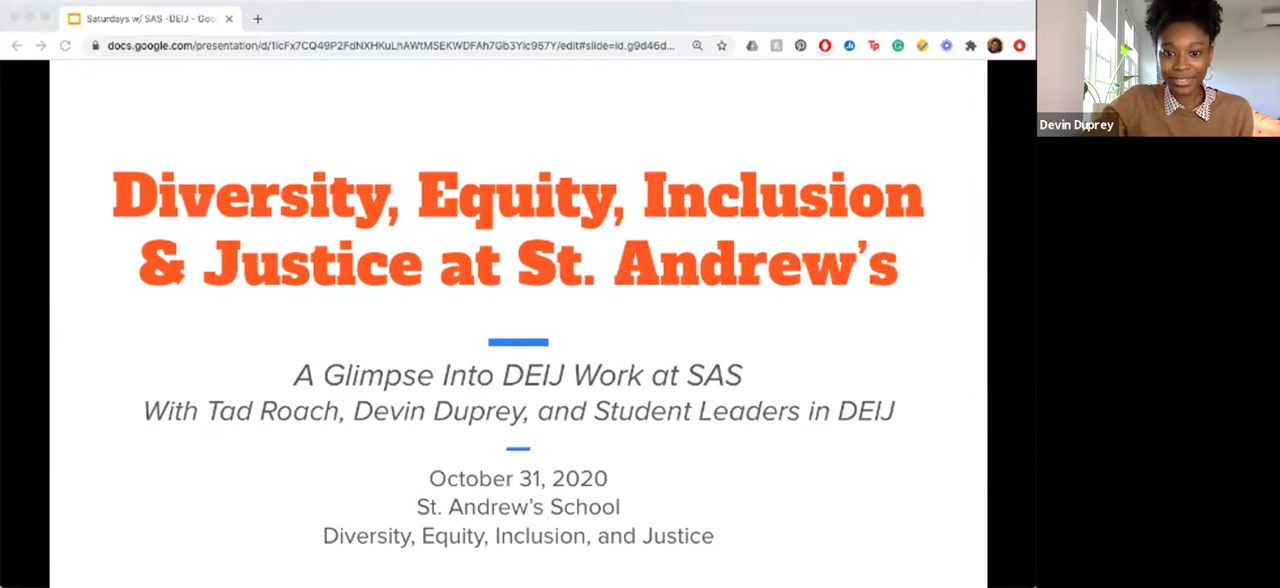 Saturdays w/ SAS -DEIJ - Goo
docs.google.com/presentation/d/1lcFx7CQ49P2FdNXHKuLhAWtMSEKWDFAh7Gb3Ylc957Y/edit#slide=id.g9d46d...
Devin Duprey
Diversity, Equity, Inclusion
& Justice at St. Andrew's
A Glimpse Into DEIJ Work at SAS
With Tad Roach, Devin Duprey, and Student Leaders in DEIJ
October 31, 2020
St. Andrew's School
Diversity, Equity, Inclusion, and Justice